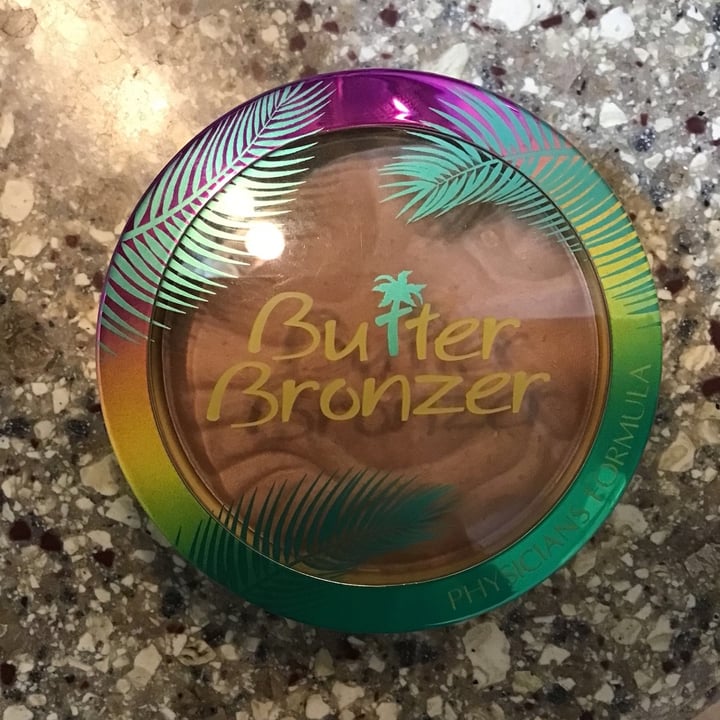 Butter
Bronzer
PHYSICIANS FORMULA